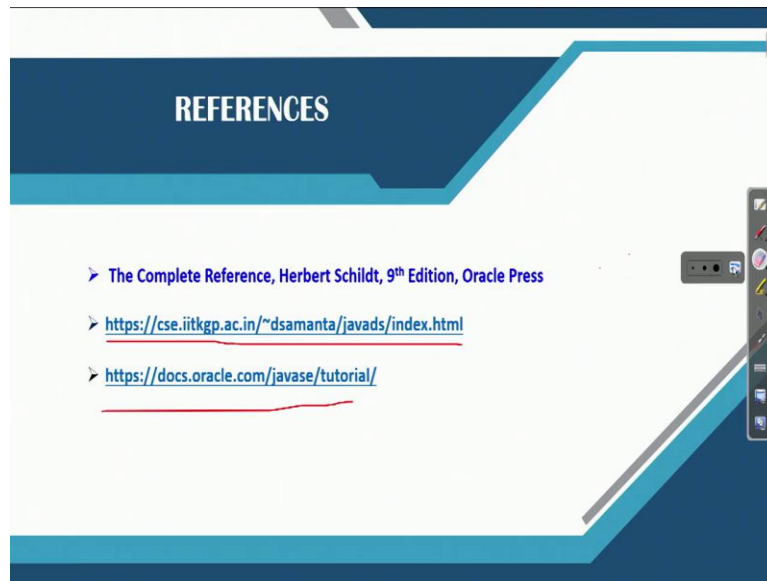 REFERENCES
➤ The Complete Reference, Herbert Schildt, 9th Edition, Oracle Press
➤ https://cse.iitkgp.ac.in/~dsamanta/javads/index.html
➤ https://docs.oracle.com/javase/tutorial/